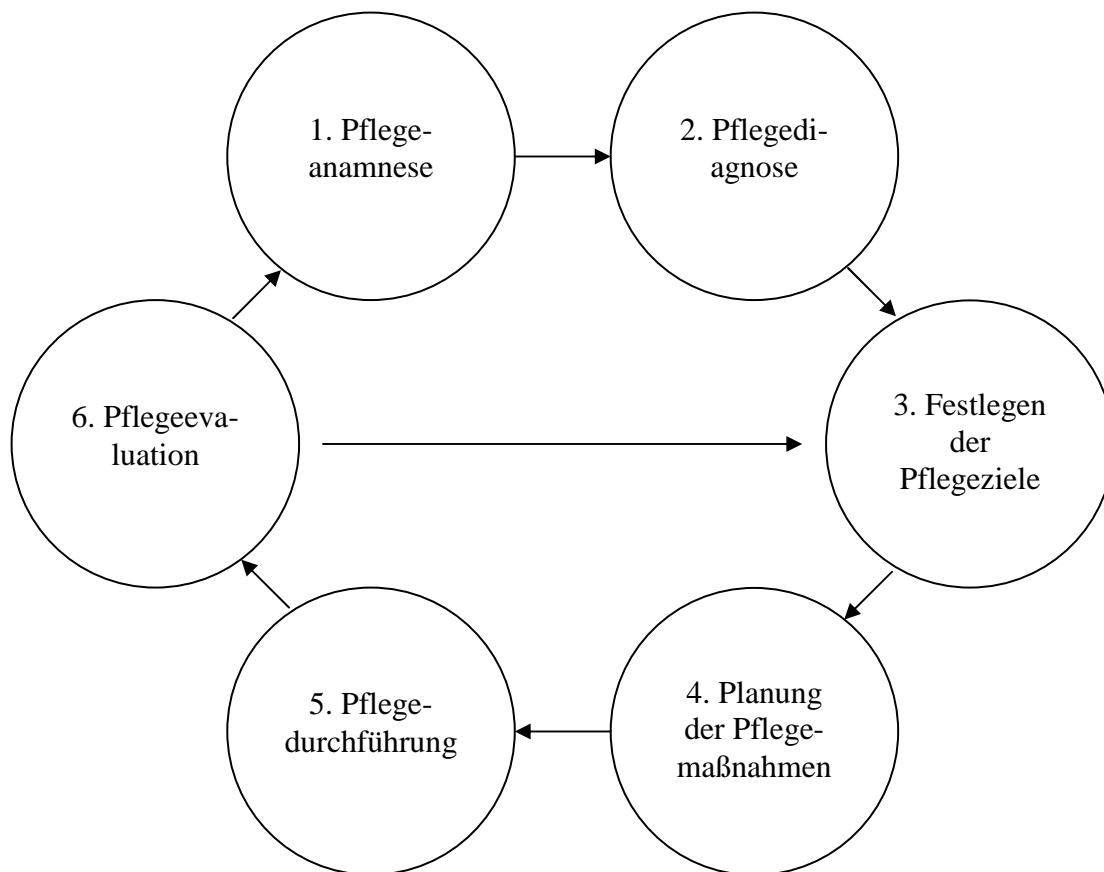 1. Pflege-
anamnese
2. Pflegedi-
agnose
3. Festlegen
der
Pflegeziele
4. Planung
der Pflege-
maßnahmen
5. Pflege-
durchführung
6. Pflegeeva-
luation